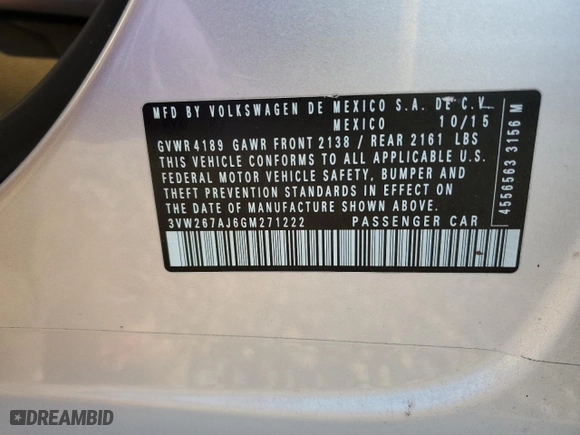 MFD BY VOLKSWAGEN DE MEXICO S.A. DE C.V.
MEXICO 10/15
GVWR 4189 GAWR FRONT 2138 / REAR 2161 LBS
THIS VEHICLE CONFORMS TO ALL APPLICABLE U.S.
FEDERAL MOTOR VEHICLE SAFETY, BUMPER AND
THEFT PREVENTION STANDARDS IN EFFECT ON
THE DATE OF MANUFACTURE SHOWN ABOVE.
3VW267AJ6GM271222 PASSENGER CAR
4556563 3156 M
DREAMBID